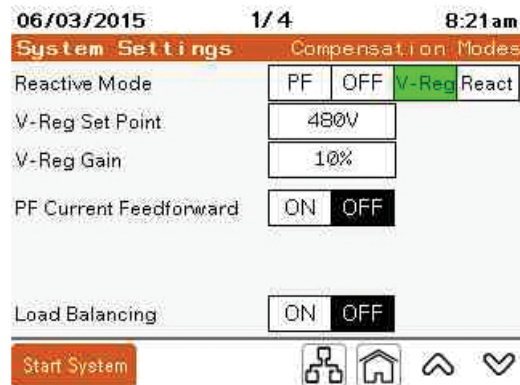 06/03/2015 1/4 8:21am
System Settings Compensation Modes
Reactive Mode PF OFF V-Reg React
V-Reg Set Point 480V
V-Reg Gain 10%
PF Current Feedforward ON OFF
Load Balancing ON OFF
Start System